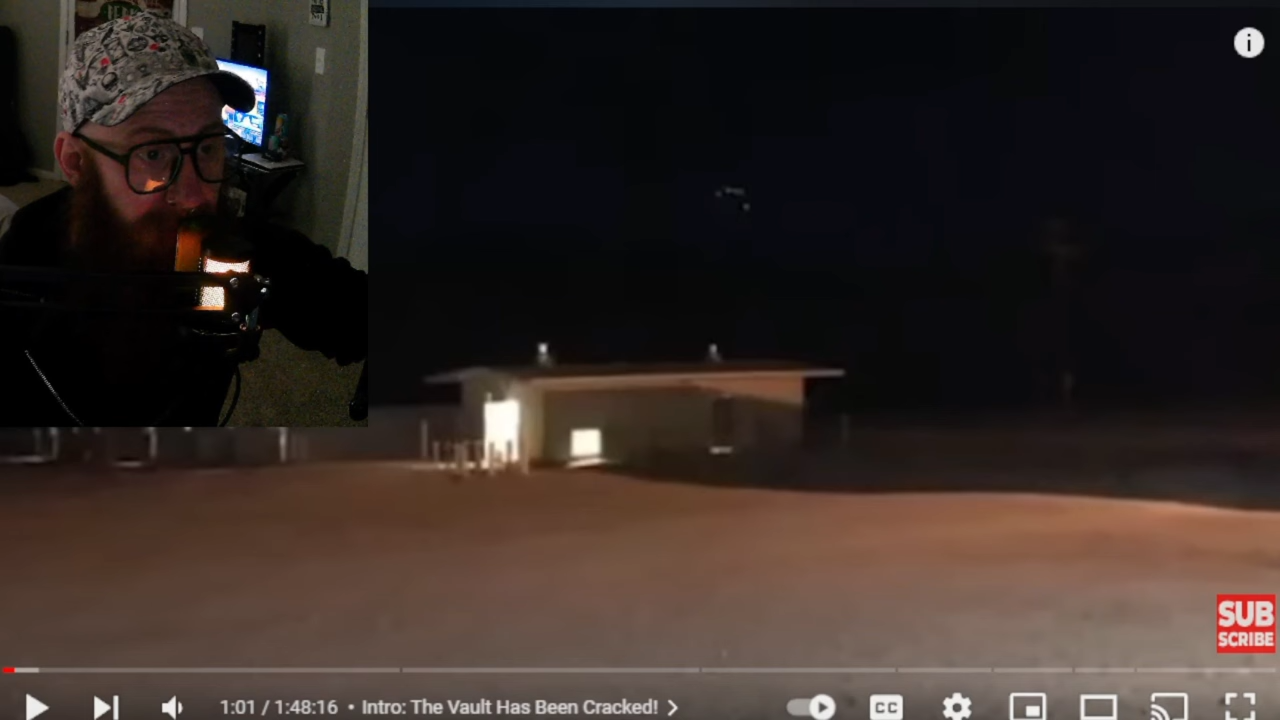 SUB
SCRIBE
1:01 / 1:48:16 • Intro: The Vault Has Been Cracked!
CC